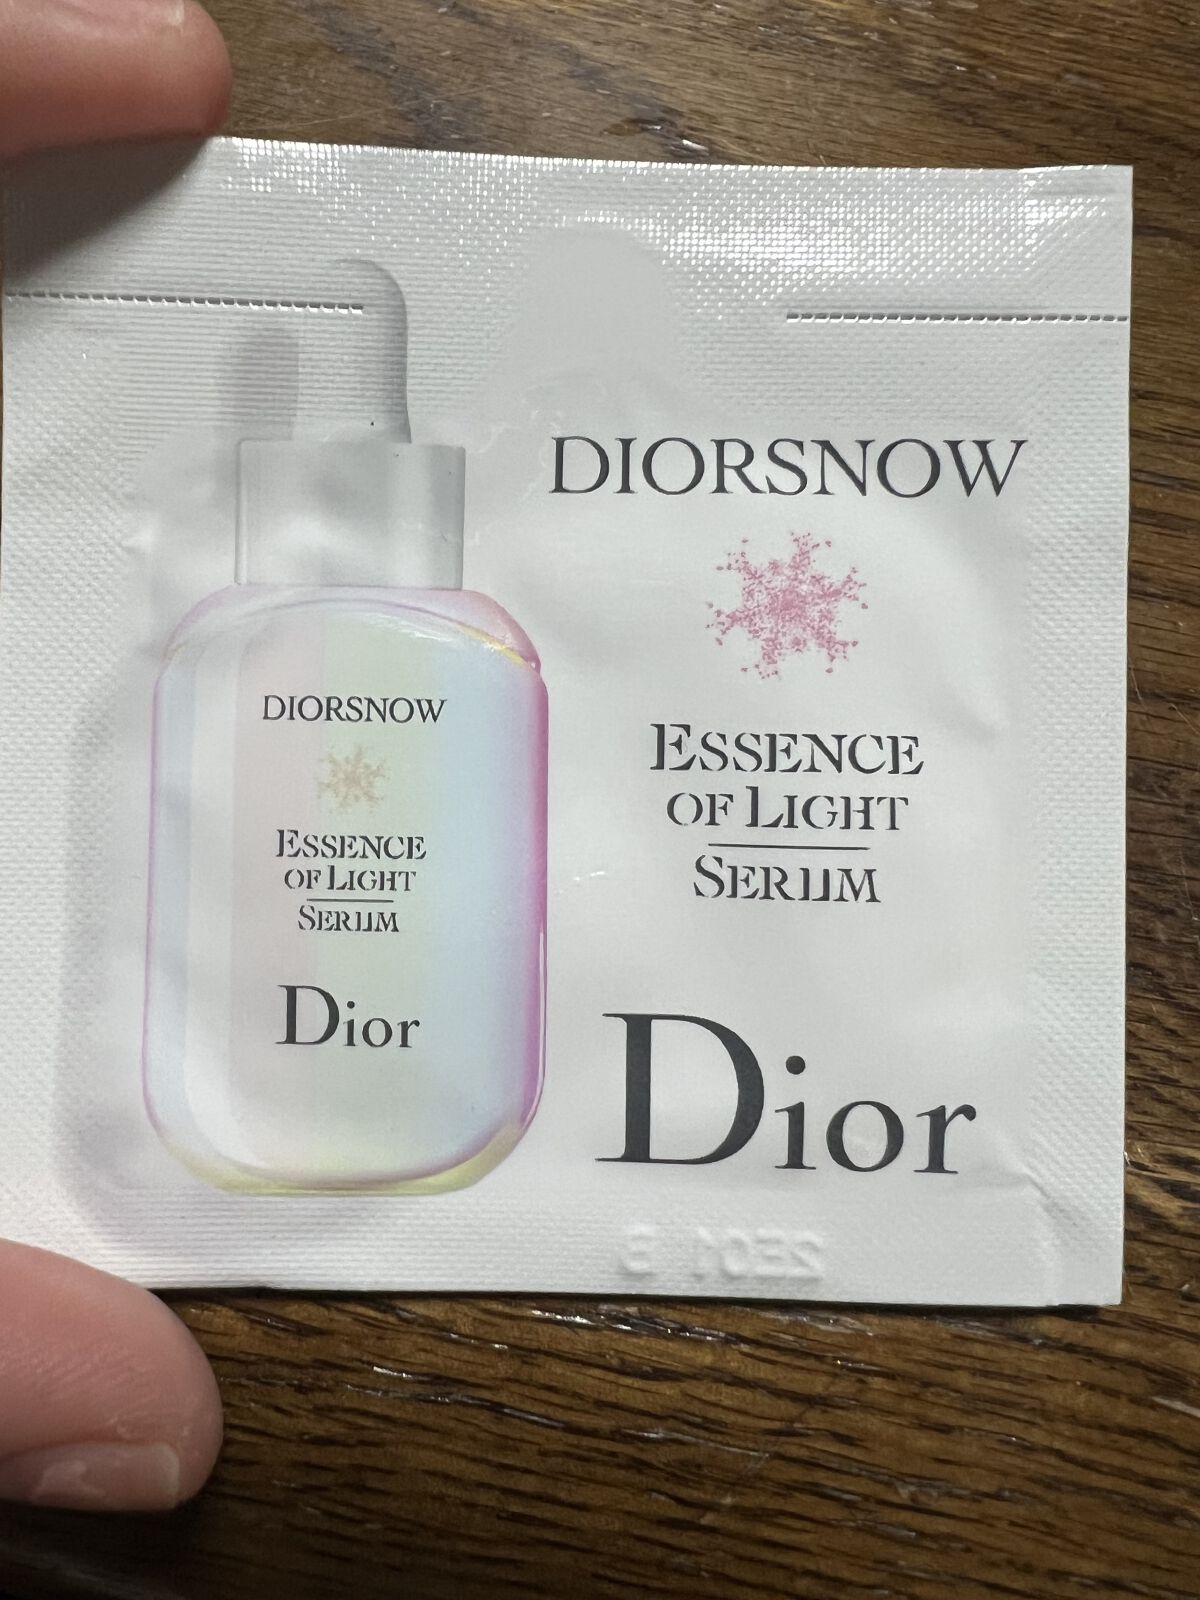 DIORSNOW
ESSENCE
OF LIGHT
SERUM
Dior
DIORSNOW
ESSENCE
OF LIGHT
SERUM
Dior